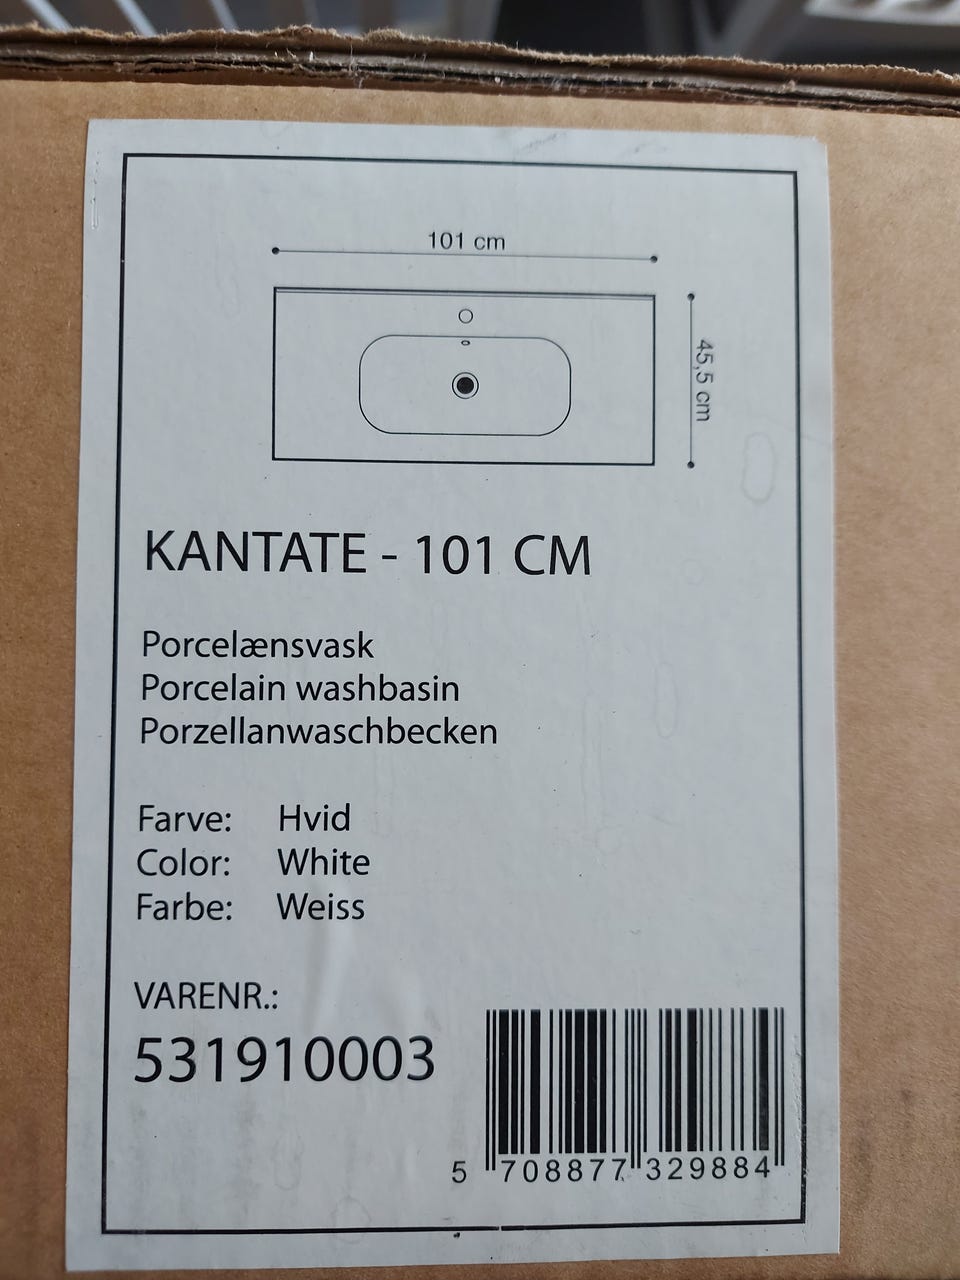 101 cm
45,5 cm
KANTATE - 101 CM
Porcelænsvask
Porcelain washbasin
Porzellanwaschbecken
Farve: Hvid
Color: White
Farbe: Weiss
VARENR.:
531910003
5 708877 329884